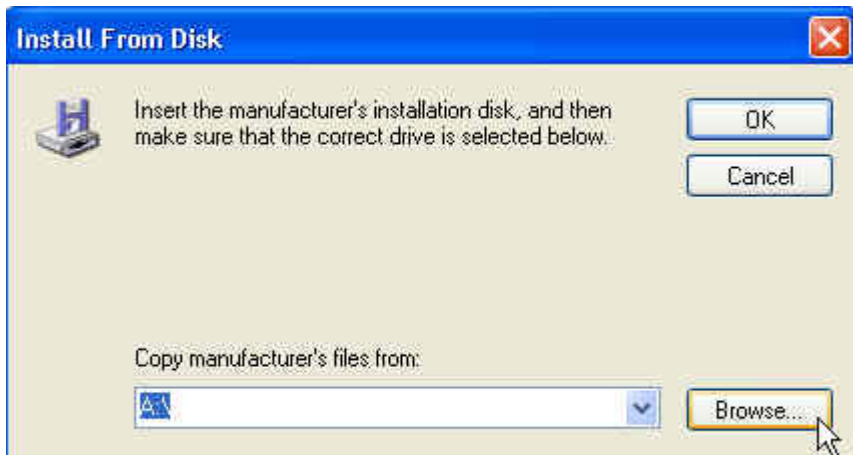 Install From Disk
Insert the manufacturer's installation disk, and then
make sure that the correct drive is selected below.
OK
Cancel
Copy manufacturer's files from:
A:\
Browse...